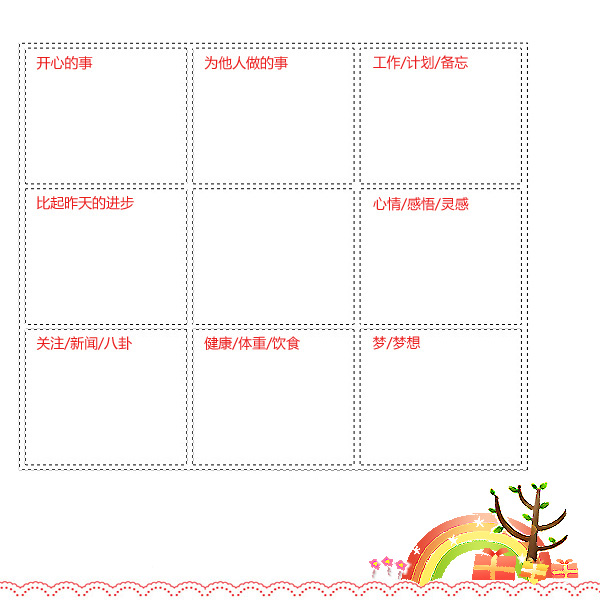 开心的事
为他人做的事
工作/计划/备忘
比起昨天的进步
心情/感悟/灵感
关注/新闻/八卦
健康/体重/饮食
梦/梦想